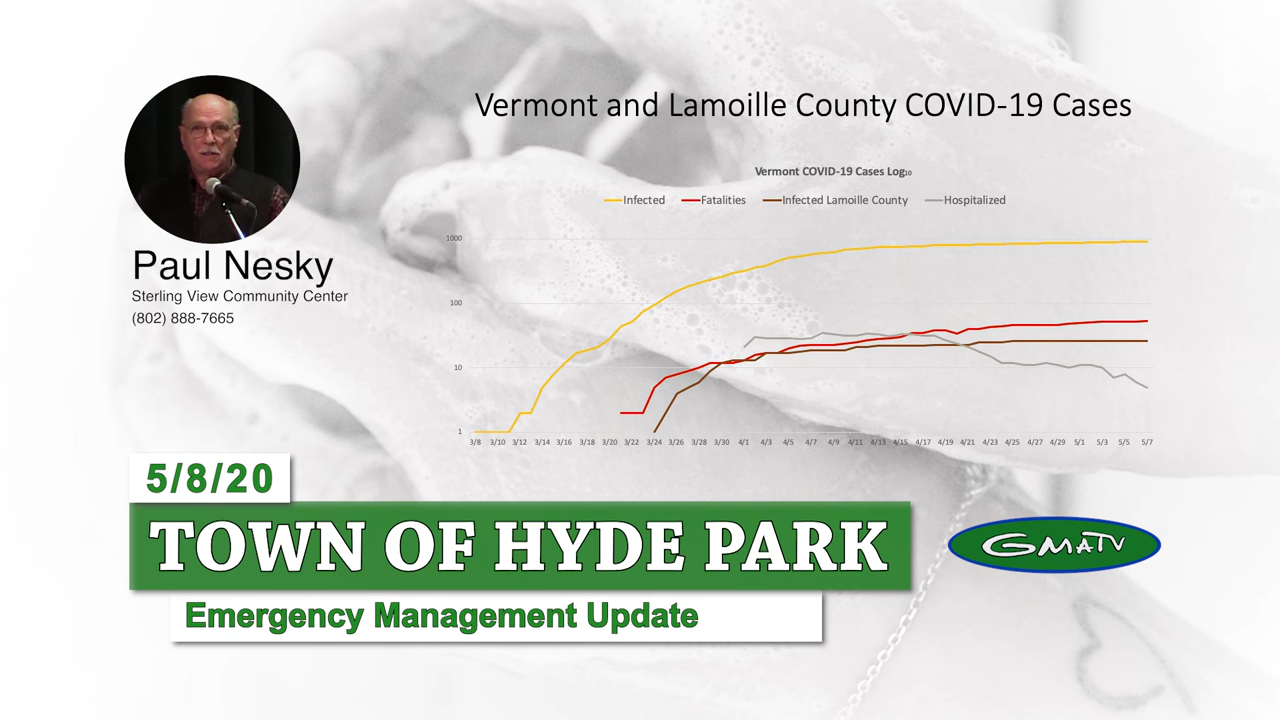 Vermont and Lamoille County COVID-19 Cases
Paul Nesky
Sterling View Community Center
(802) 888-7665
Vermont COVID-19 Cases Log₁₀
Infected Fatalities Infected Lamoille County Hospitalized
1000
100
10
1
3/8 3/10 3/12 3/14 3/16 3/18 3/20 3/22 3/24 3/26 3/28 3/30 4/1 4/3 4/5 4/7 4/9 4/11 4/13 4/15 4/17 4/19 4/21 4/23 4/25 4/27 4/29 5/1 5/3 5/5 5/7
5/8/20
TOWN OF HYDE PARK
GMATV
Emergency Management Update